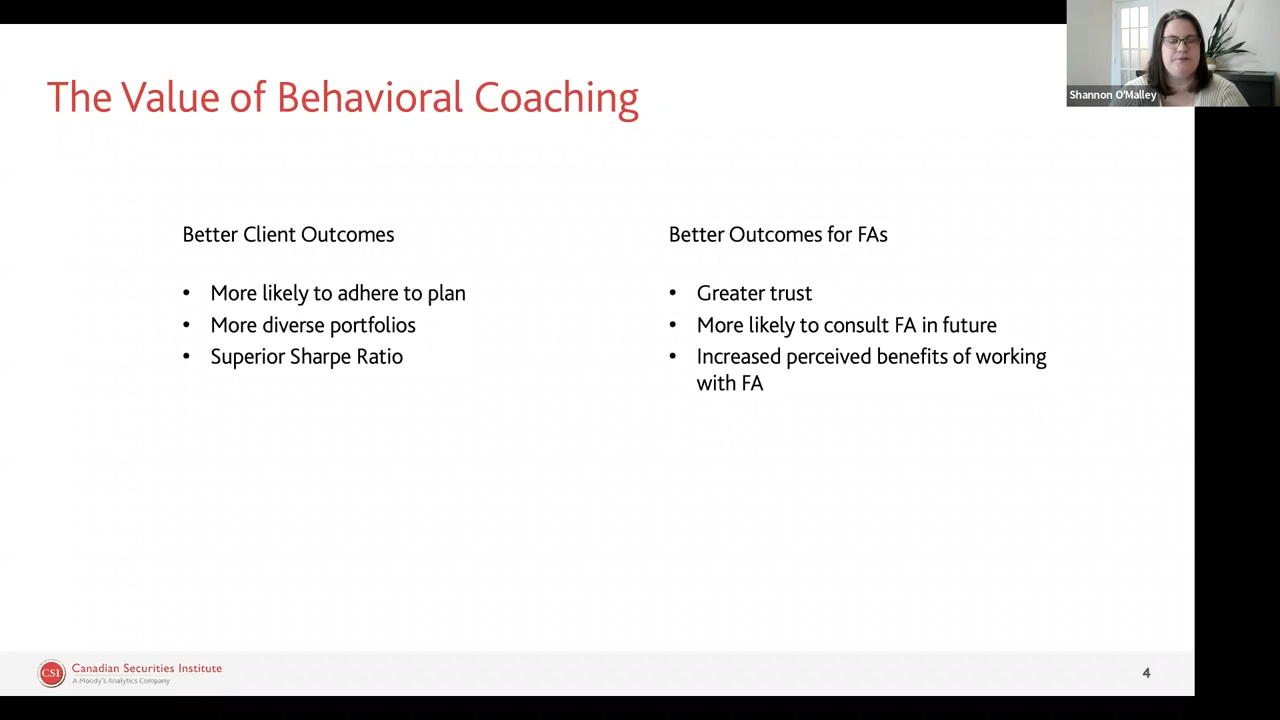 The Value of Behavioral Coaching
Shannon O'Malley
Better Client Outcomes
• More likely to adhere to plan
• More diverse portfolios
• Superior Sharpe Ratio
Better Outcomes for FAs
• Greater trust
• More likely to consult FA in future
• Increased perceived benefits of working
with FA
CSI
Canadian Securities Institute
A Moody's Analytics Company
4